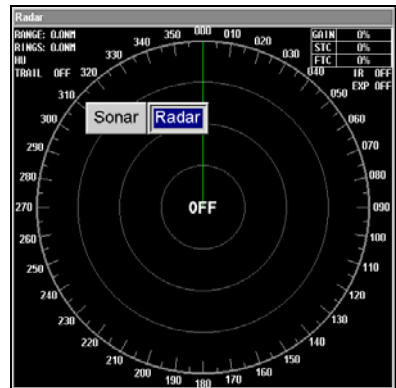 Radar
RANGE: 0.0NM
RINGS: 0.0NM
HU
TRAIL OFF
GAIN 0%
STC 0%
FTC 0%
IR OFF
EXP OFF
340 350 000 010 020
330 030
320 040
310 050
Sonar Radar
300 060
290 070
280 080
270 OFF 090
260 100
250 110
240 120
230 130
220 140
210 150
200 190 180 170 160